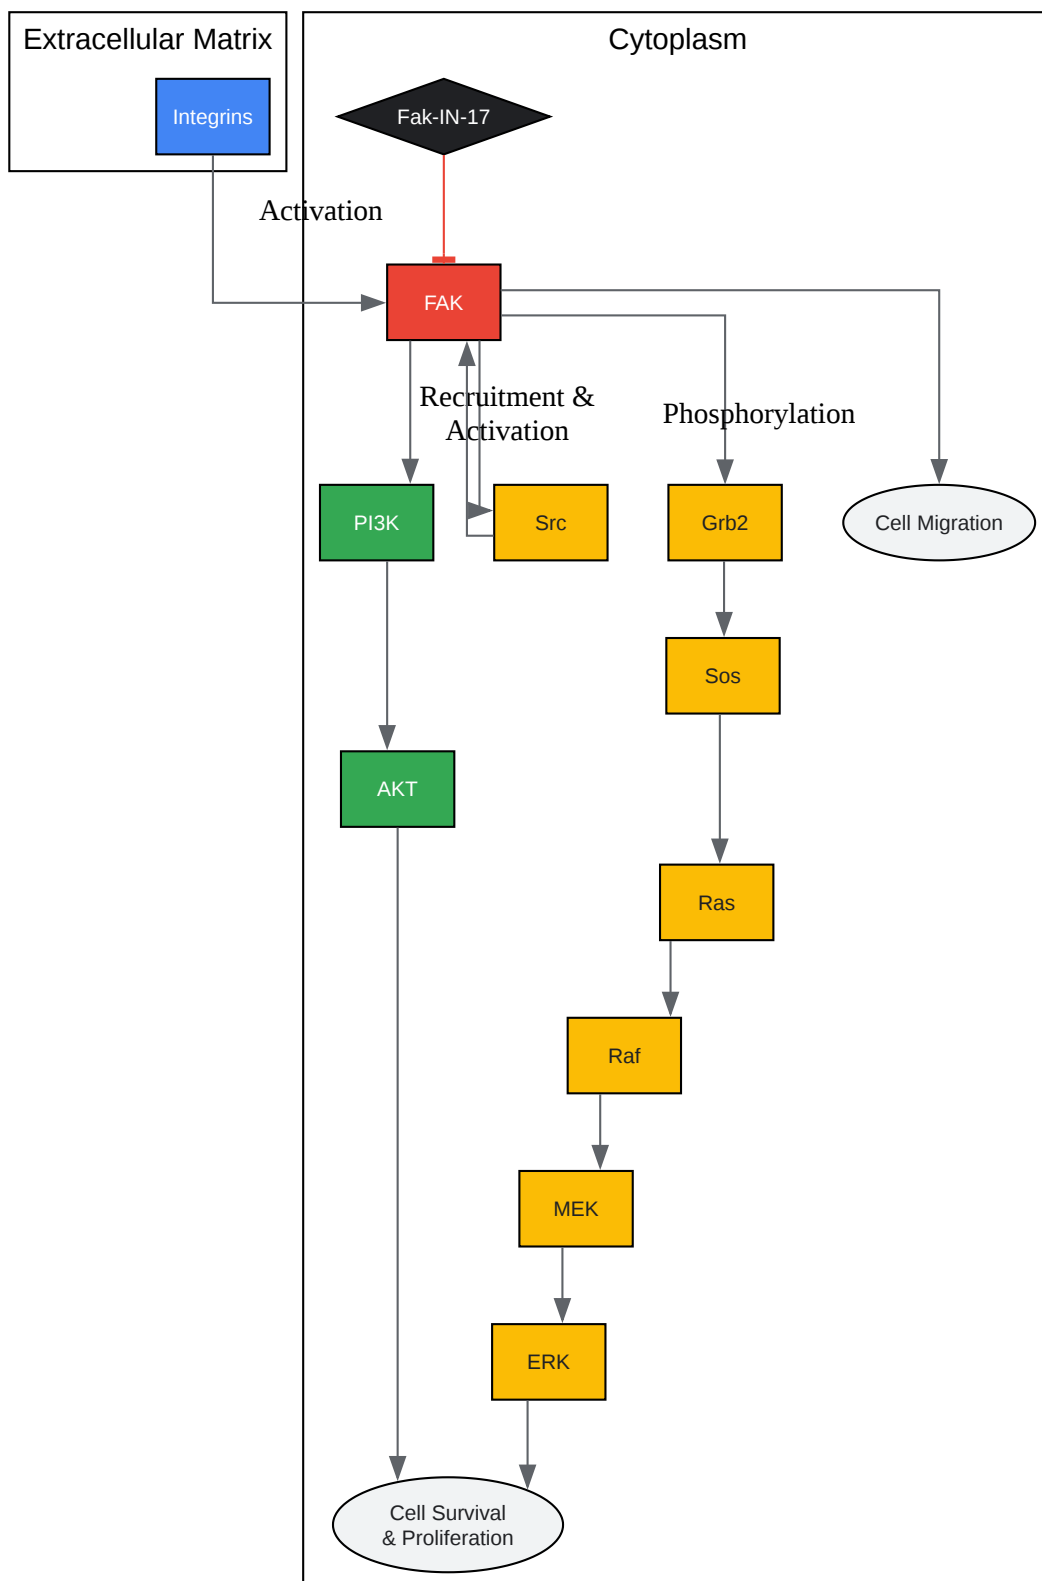 Extracellular Matrix
Cytoplasm
Integrins
Fak-IN-17
Activation
FAK
Recruitment &
Activation
Phosphorylation
PI3K
Src
Grb2
Cell Migration
Sos
AKT
Ras
Raf
MEK
ERK
Cell Survival
& Proliferation